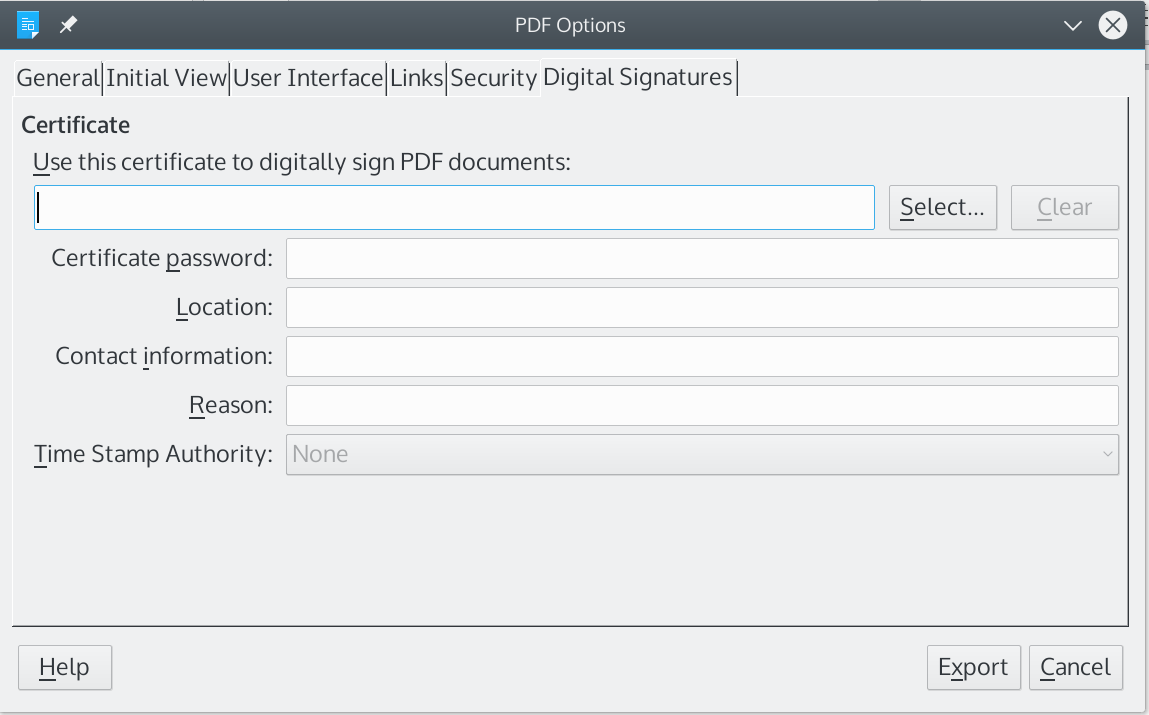 PDF Options
General Initial View User Interface Links Security Digital Signatures
Certificate
Use this certificate to digitally sign PDF documents:
Select... Clear
Certificate password:
Location:
Contact information:
Reason:
Time Stamp Authority: None
Help Export Cancel